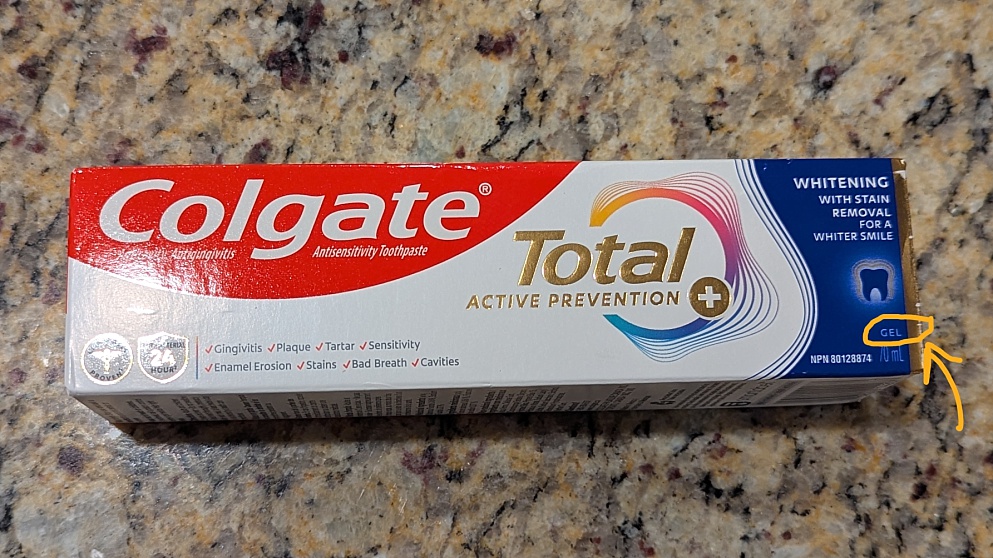 Colgate®
Antigingivitis
Antisensitivity Toothpaste
Total
ACTIVE PREVENTION +
WHITENING
WITH STAIN
REMOVAL
FOR A
WHITER SMILE
GEL
NPN 80128874 70 mL
PROVEN
24
HOUR
✓Gingivitis ✓Plaque ✓Tartar ✓Sensitivity
✓Enamel Erosion ✓Stains ✓Bad Breath ✓Cavities